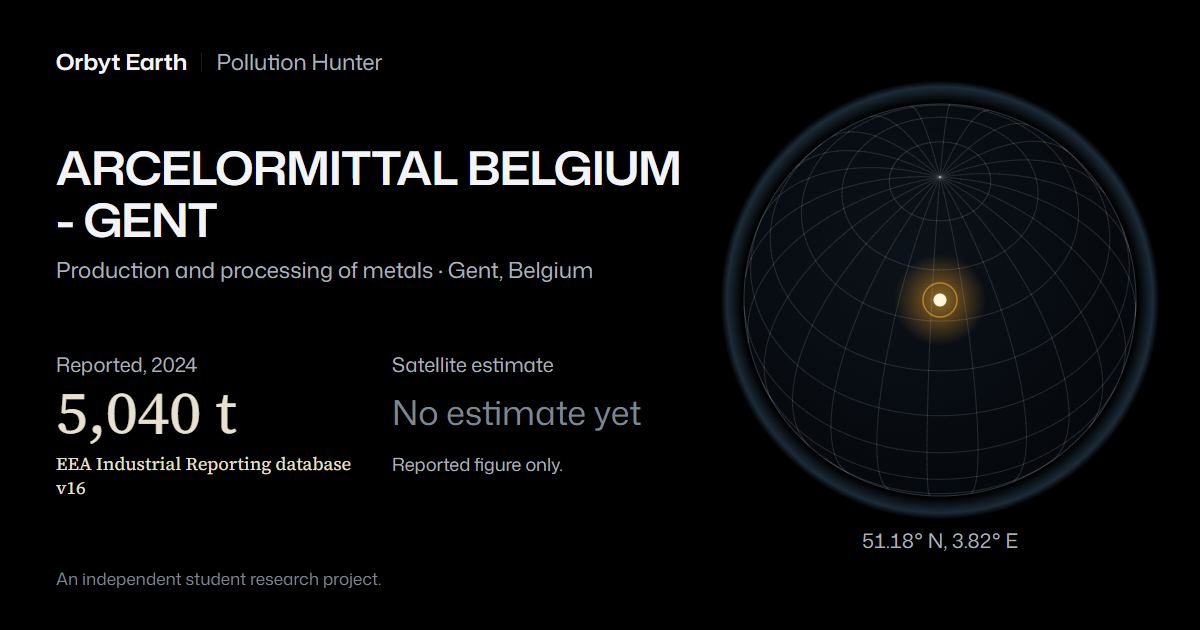 Orbyt Earth | Pollution Hunter
ARCELORMITTAL BELGIUM
- GENT
Production and processing of metals · Gent, Belgium
Reported, 2024
5,040 t
EEA Industrial Reporting database
v16
Satellite estimate
No estimate yet
Reported figure only.
51.18° N, 3.82° E
An independent student research project.